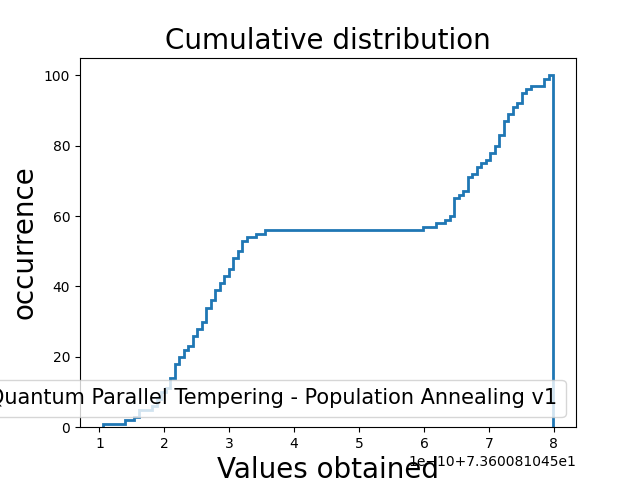 Cumulative distribution
100
80
60
40
20
0
occurrence
Quantum Parallel Tempering - Population Annealing v1
1 2 3 4 5 6 7 8
1e−10+7.360081045e1
Values obtained